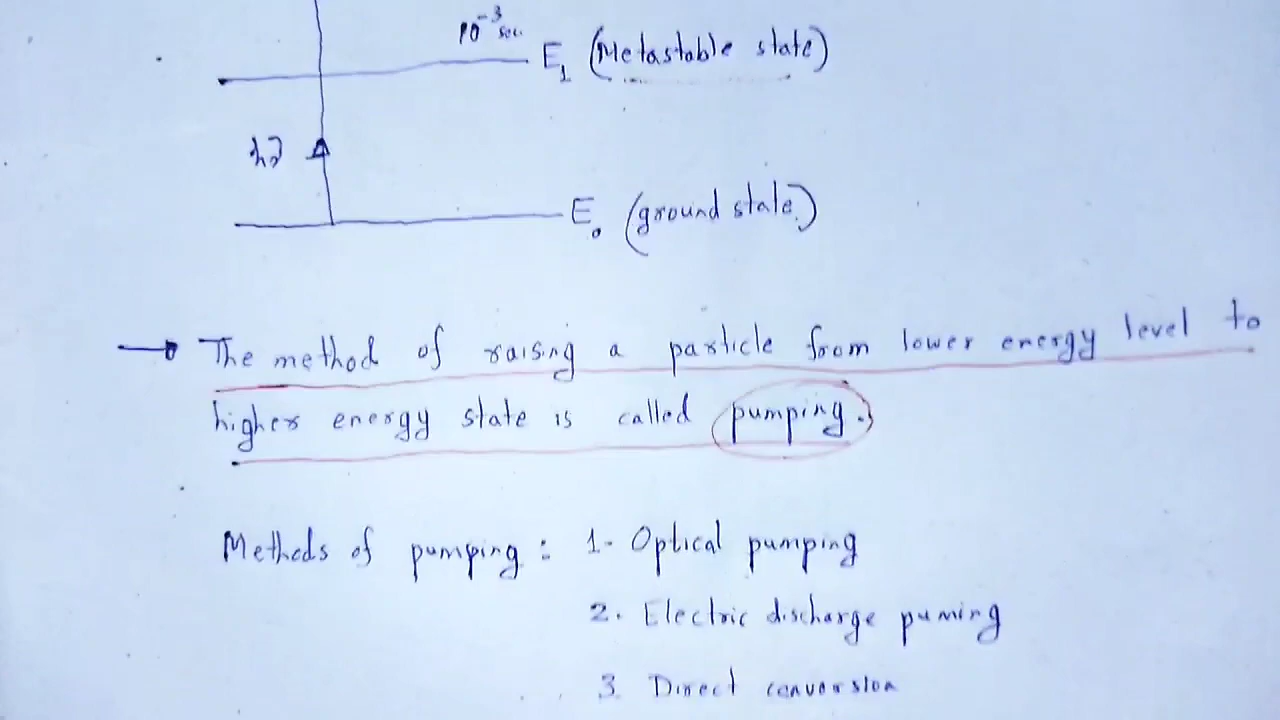 10⁻³ sec.
E₁ (Metastable state)
hν
E₀ (ground state)
→ The method of raising a particle from lower energy level to
higher energy state is called pumping.
Methods of pumping : 1- Optical pumping
2. Electric discharge puming
3. Direct conversion